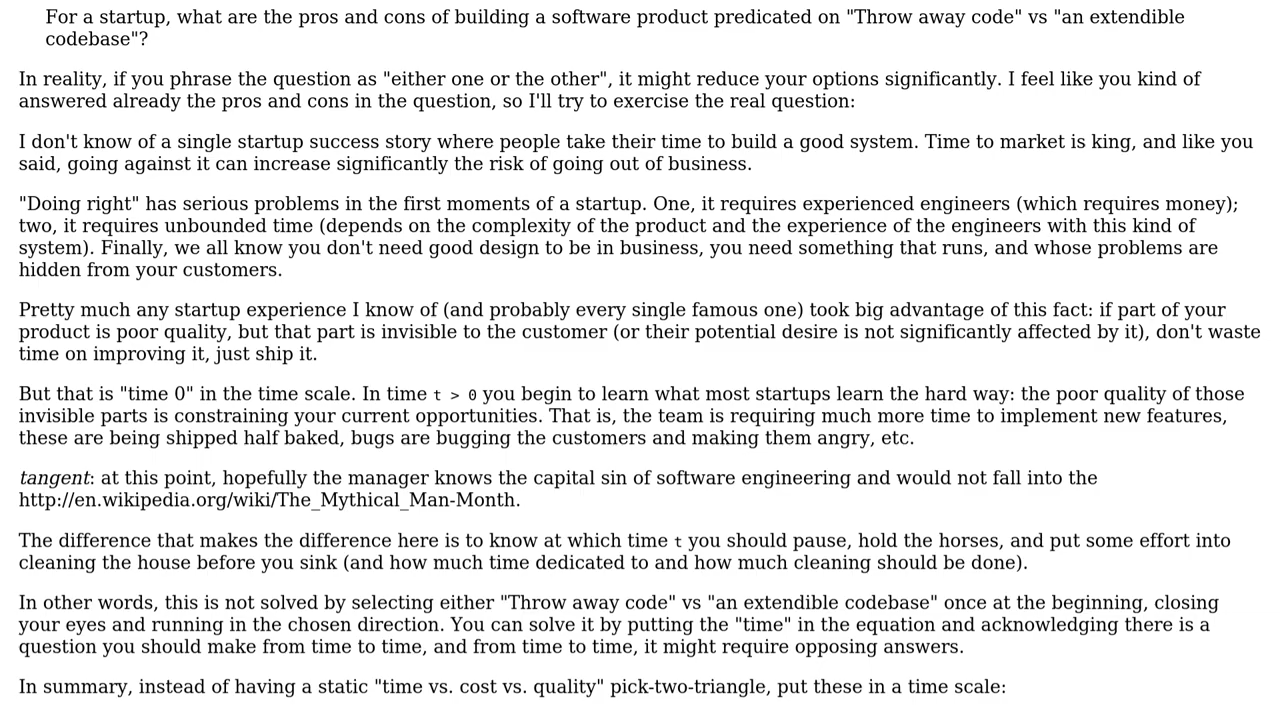 For a startup, what are the pros and cons of building a software product predicated on "Throw away code" vs "an extendible
codebase"?
In reality, if you phrase the question as "either one or the other", it might reduce your options significantly. I feel like you kind of
answered already the pros and cons in the question, so I'll try to exercise the real question:
I don't know of a single startup success story where people take their time to build a good system. Time to market is king, and like you
said, going against it can increase significantly the risk of going out of business.
"Doing right" has serious problems in the first moments of a startup. One, it requires experienced engineers (which requires money);
two, it requires unbounded time (depends on the complexity of the product and the experience of the engineers with this kind of
system). Finally, we all know you don't need good design to be in business, you need something that runs, and whose problems are
hidden from your customers.
Pretty much any startup experience I know of (and probably every single famous one) took big advantage of this fact: if part of your
product is poor quality, but that part is invisible to the customer (or their potential desire is not significantly affected by it), don't waste
time on improving it, just ship it.
But that is "time 0" in the time scale. In time t > 0 you begin to learn what most startups learn the hard way: the poor quality of those
invisible parts is constraining your current opportunities. That is, the team is requiring much more time to implement new features,
these are being shipped half baked, bugs are bugging the customers and making them angry, etc.
tangent: at this point, hopefully the manager knows the capital sin of software engineering and would not fall into the
http://en.wikipedia.org/wiki/The_Mythical_Man-Month.
The difference that makes the difference here is to know at which time t you should pause, hold the horses, and put some effort into
cleaning the house before you sink (and how much time dedicated to and how much cleaning should be done).
In other words, this is not solved by selecting either "Throw away code" vs "an extendible codebase" once at the beginning, closing
your eyes and running in the chosen direction. You can solve it by putting the "time" in the equation and acknowledging there is a
question you should make from time to time, and from time to time, it might require opposing answers.
In summary, instead of having a static "time vs. cost vs. quality" pick-two-triangle, put these in a time scale: